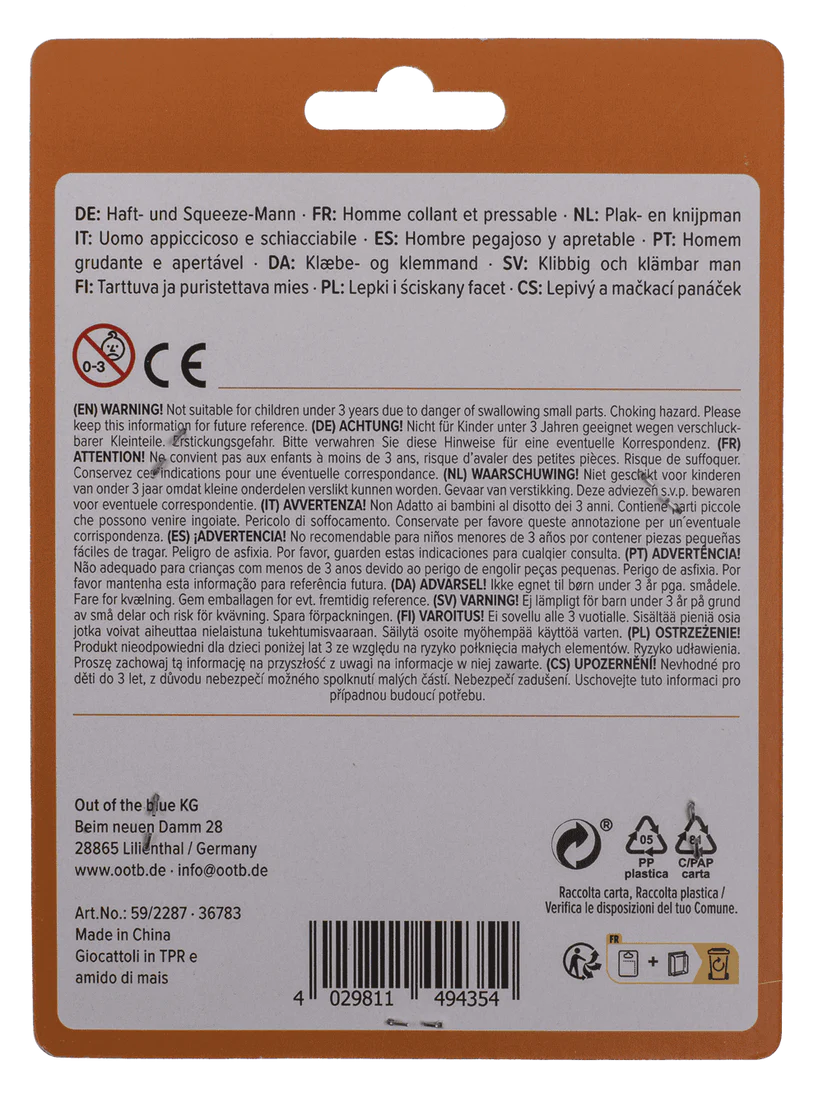 DE: Haft- und Squeeze-Mann · FR: Homme collant et pressable · NL: Plak- en knijpman
IT: Uomo appiccicoso e schiacciabile · ES: Hombre pegajoso y apretable · PT: Homem
grudante e apertável · DA: Klæbe- og klemmand · SV: Klibbig och klämbar man
FI: Tarttuva ja puristettava mies · PL: Lepki i ściskany facet · CS: Lepivý a mačkací panáček
0-3
CE
(EN) WARNING! Not suitable for children under 3 years due to danger of swallowing small parts. Choking hazard. Please
keep this information for future reference. (DE) ACHTUNG! Nicht für Kinder unter 3 Jahren geeignet wegen verschluck-
barer Kleinteile. Erstickungsgefahr. Bitte verwahren Sie diese Hinweise für eine eventuelle Korrespondenz. (FR)
ATTENTION! Ne convient pas aux enfants à moins de 3 ans, risque d'avaler des petites pièces. Risque de suffoquer.
Conservez ces indications pour une éventuelle correspondance. (NL) WAARSCHUWING! Niet geschikt voor kinderen
van onder 3 jaar omdat kleine onderdelen verslikt kunnen worden. Gevaar van verstikking. Deze adviezen s.v.p. bewaren
voor eventuele correspondentie. (IT) AVVERTENZA! Non Adatto ai bambini al disotto dei 3 anni. Contiene parti piccole
che possono venire ingoiate. Pericolo di soffocamento. Conservate per favore queste annotazione per un´eventuale
corrispondenza. (ES) ¡ADVERTENCIA! No recomendable para niños menores de 3 años por contener piezas pequeñas
fáciles de tragar. Peligro de asfixia. Por favor, guarden estas indicaciones para cualqier consulta. (PT) ADVERTÊNCIA!
Não adequado para crianças com menos de 3 anos devido ao perigo de engolir peças pequenas. Perigo de asfixia. Por
favor mantenha esta informação para referência futura. (DA) ADVARSEL! Ikke egnet til børn under 3 år pga. smådele.
Fare for kvælning. Gem emballagen for evt. fremtidig reference. (SV) VARNING! Ej lämpligt för barn under 3 år på grund
av små delar och risk för kvävning. Spara förpackningen. (FI) VAROITUS! Ei sovellu alle 3 vuotialle. Sisältää pieniä osia
jotka voivat aiheuttaa nielaistuna tukehtumisvaaraan. Säilytä osoite myöhempää käyttöä varten. (PL) OSTRZEŻENIE!
Produkt nieodpowiedni dla dzieci poniżej lat 3 ze względu na ryzyko połknięcia małych elementów. Ryzyko udławienia.
Proszę zachowaj tą informację na przyszłość z uwagi na informacje w niej zawarte. (CS) UPOZORNĚNÍ! Nevhodné pro
děti do 3 let, z důvodu nebezpečí možného spolknutí malých částí. Nebezpečí zadušení. Uschovejte tuto informaci pro
případnou budoucí potřebu.
Out of the blue KG
Beim neuen Damm 28
28865 Lilienthal / Germany
www.ootb.de · info@ootb.de
Art.No.: 59/2287 · 36783
Made in China
Giocattoli in TPR e
amido di mais
4 029811 494354
®
05
PP
plastica
81
C/PAP
carta
Raccolta carta, Raccolta plastica /
Verifica le disposizioni del tuo Comune.
FR
+